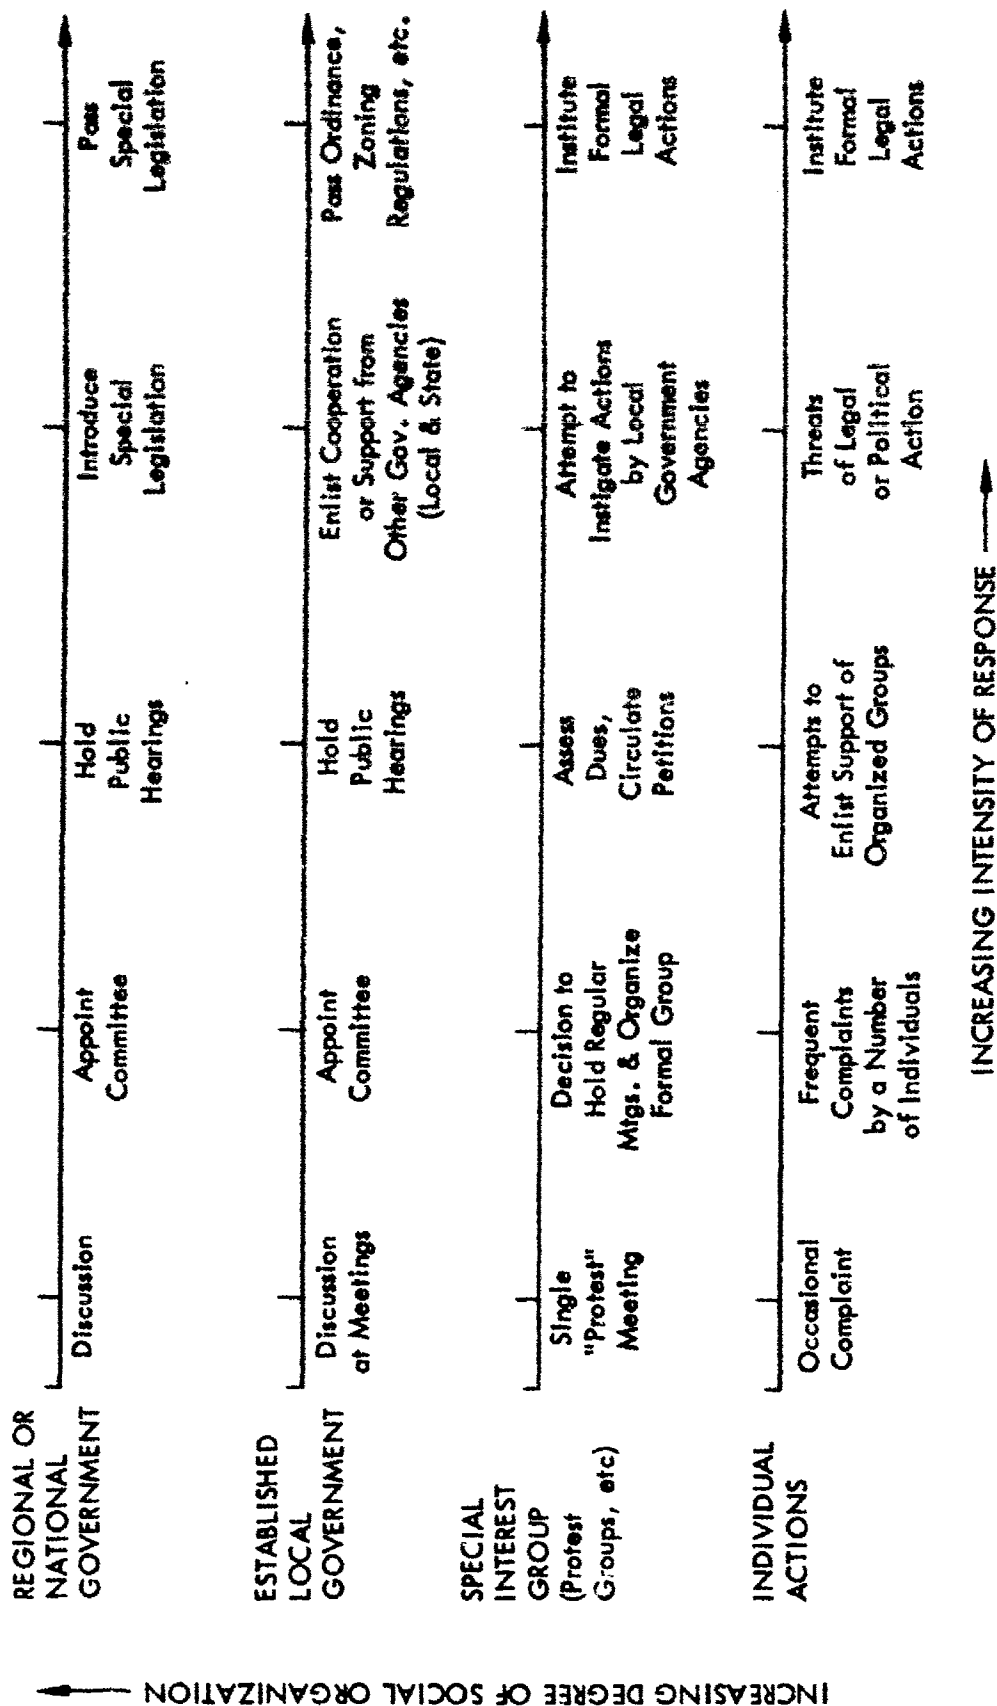 REGIONAL OR
NATIONAL
GOVERNMENT
Discussion
Appoint
Committee
Hold
Public
Hearings
Introduce
Special
Legislation
Pass
Special
Legislation
ESTABLISHED
LOCAL
GOVERNMENT
Discussion
at Meetings
Appoint
Committee
Hold
Public
Hearings
Enlist Cooperation
or Support from
Other Gov. Agencies
(Local & State)
Pass Ordinance,
Zoning
Regulations, etc.
SPECIAL
INTEREST
GROUP
(Protest
Groups, etc)
Single
"Protest"
Meeting
Decision to
Hold Regular
Mtgs. & Organize
Formal Group
Assess
Dues,
Circulate
Petitions
Attempt to
Instigate Actions
by Local
Government
Agencies
Institute
Formal
Legal
Actions
INDIVIDUAL
ACTIONS
Occasional
Complaint
Frequent
Complaints
by a Number
of Individuals
Attempts to
Enlist Support of
Organized Groups
Threats
of Legal
or Political
Action
Institute
Formal
Legal
Actions
INCREASING DEGREE OF SOCIAL ORGANIZATION
INCREASING INTENSITY OF RESPONSE